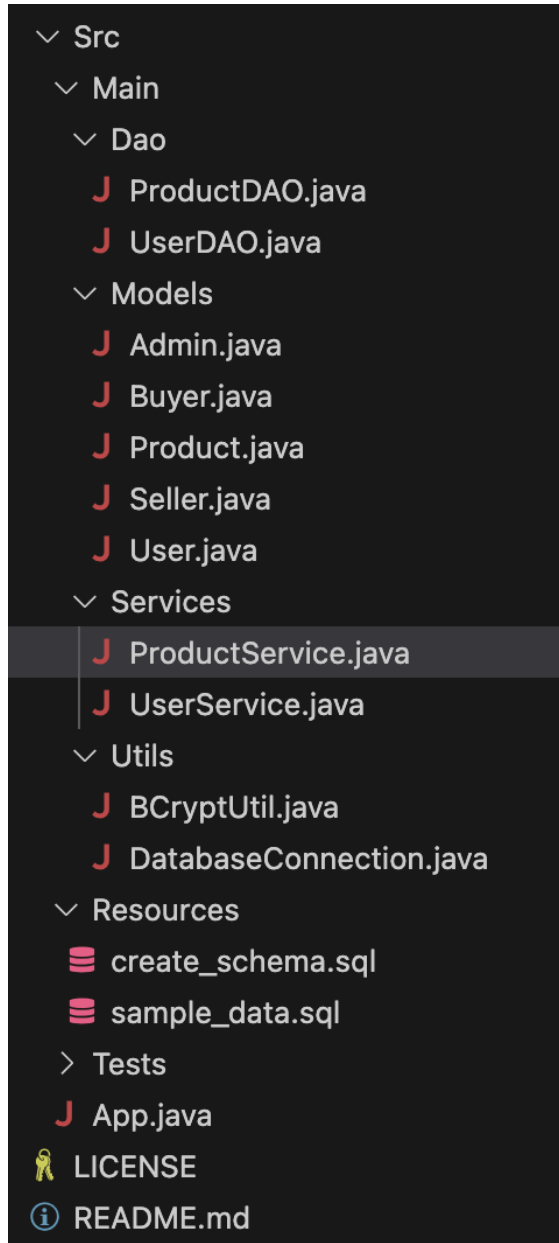 Src
Main
Dao
J ProductDAO.java
J UserDAO.java
Models
J Admin.java
J Buyer.java
J Product.java
J Seller.java
J User.java
Services
J ProductService.java
J UserService.java
Utils
J BCryptUtil.java
J DatabaseConnection.java
Resources
create_schema.sql
sample_data.sql
Tests
J App.java
LICENSE
README.md